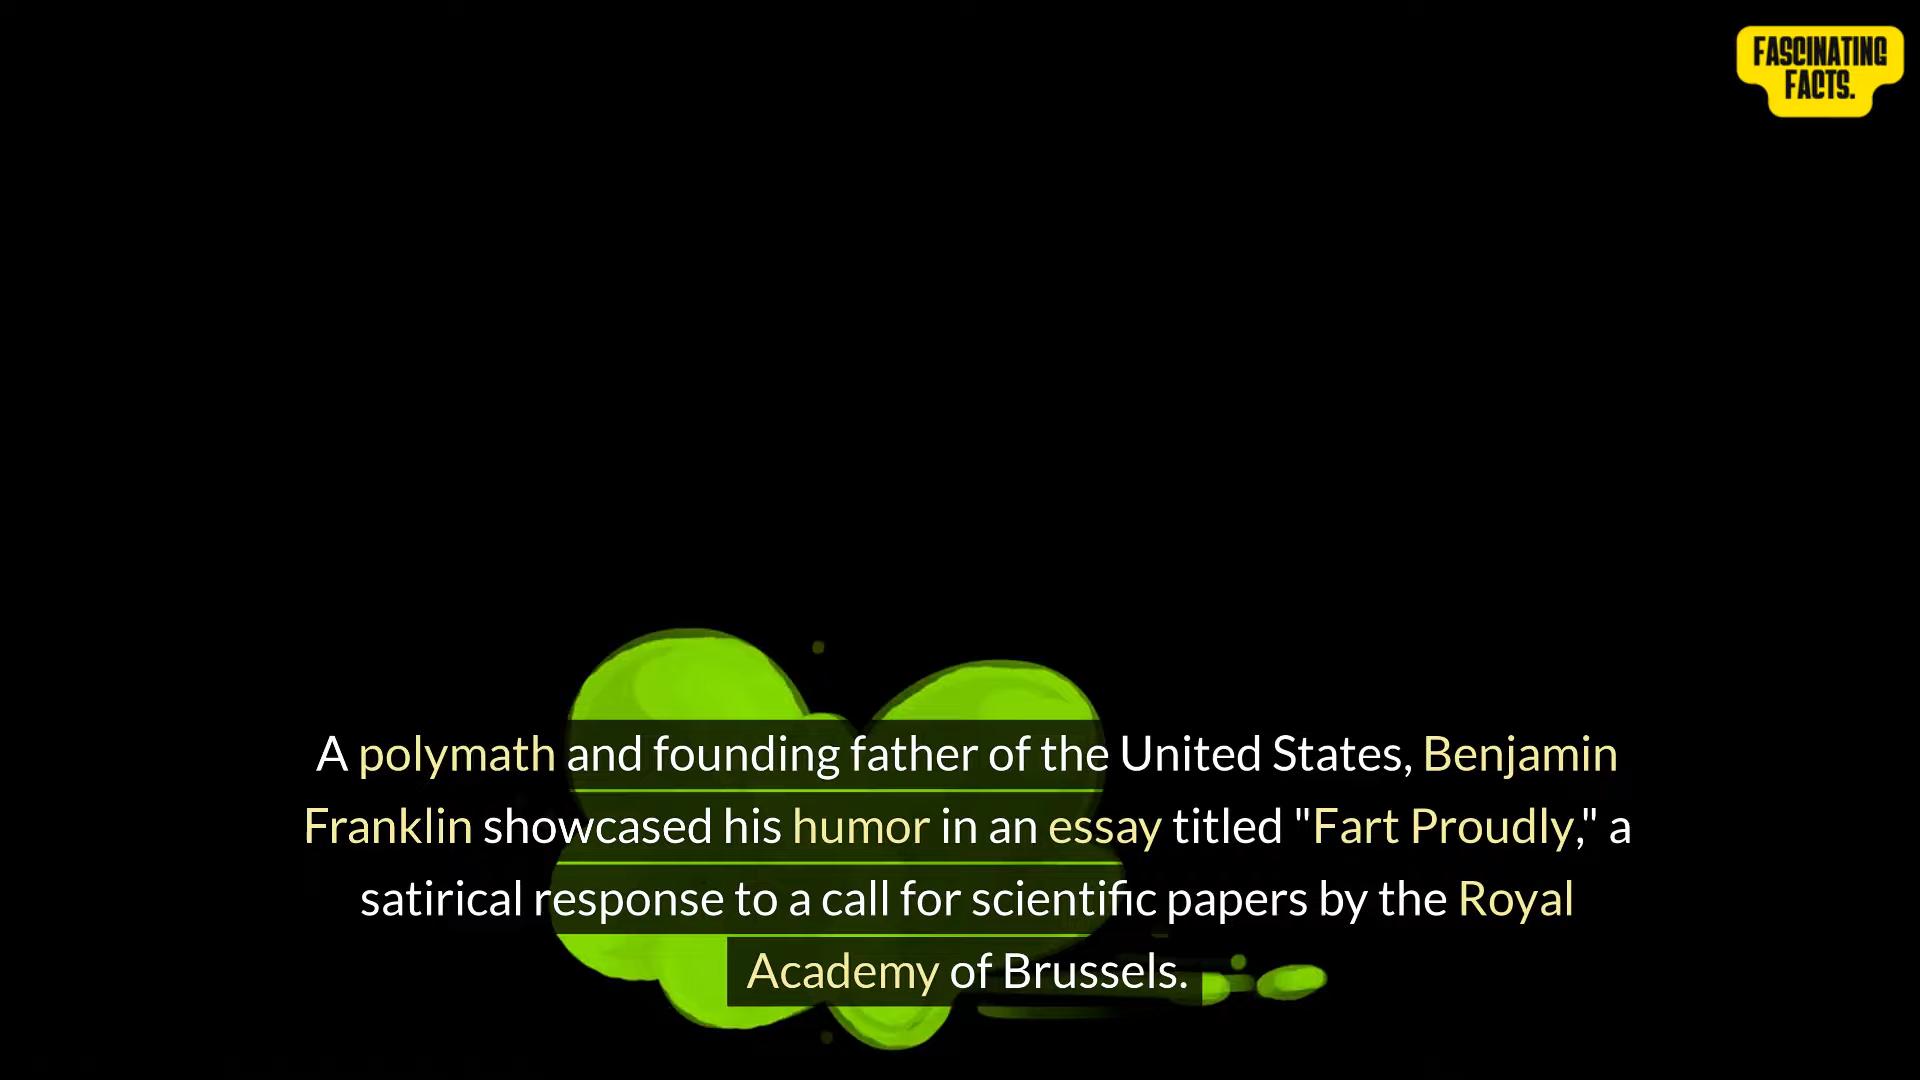 FASCINATING
FACTS.
A polymath and founding father of the United States, Benjamin
Franklin showcased his humor in an essay titled "Fart Proudly," a
satirical response to a call for scientific papers by the Royal
Academy of Brussels.